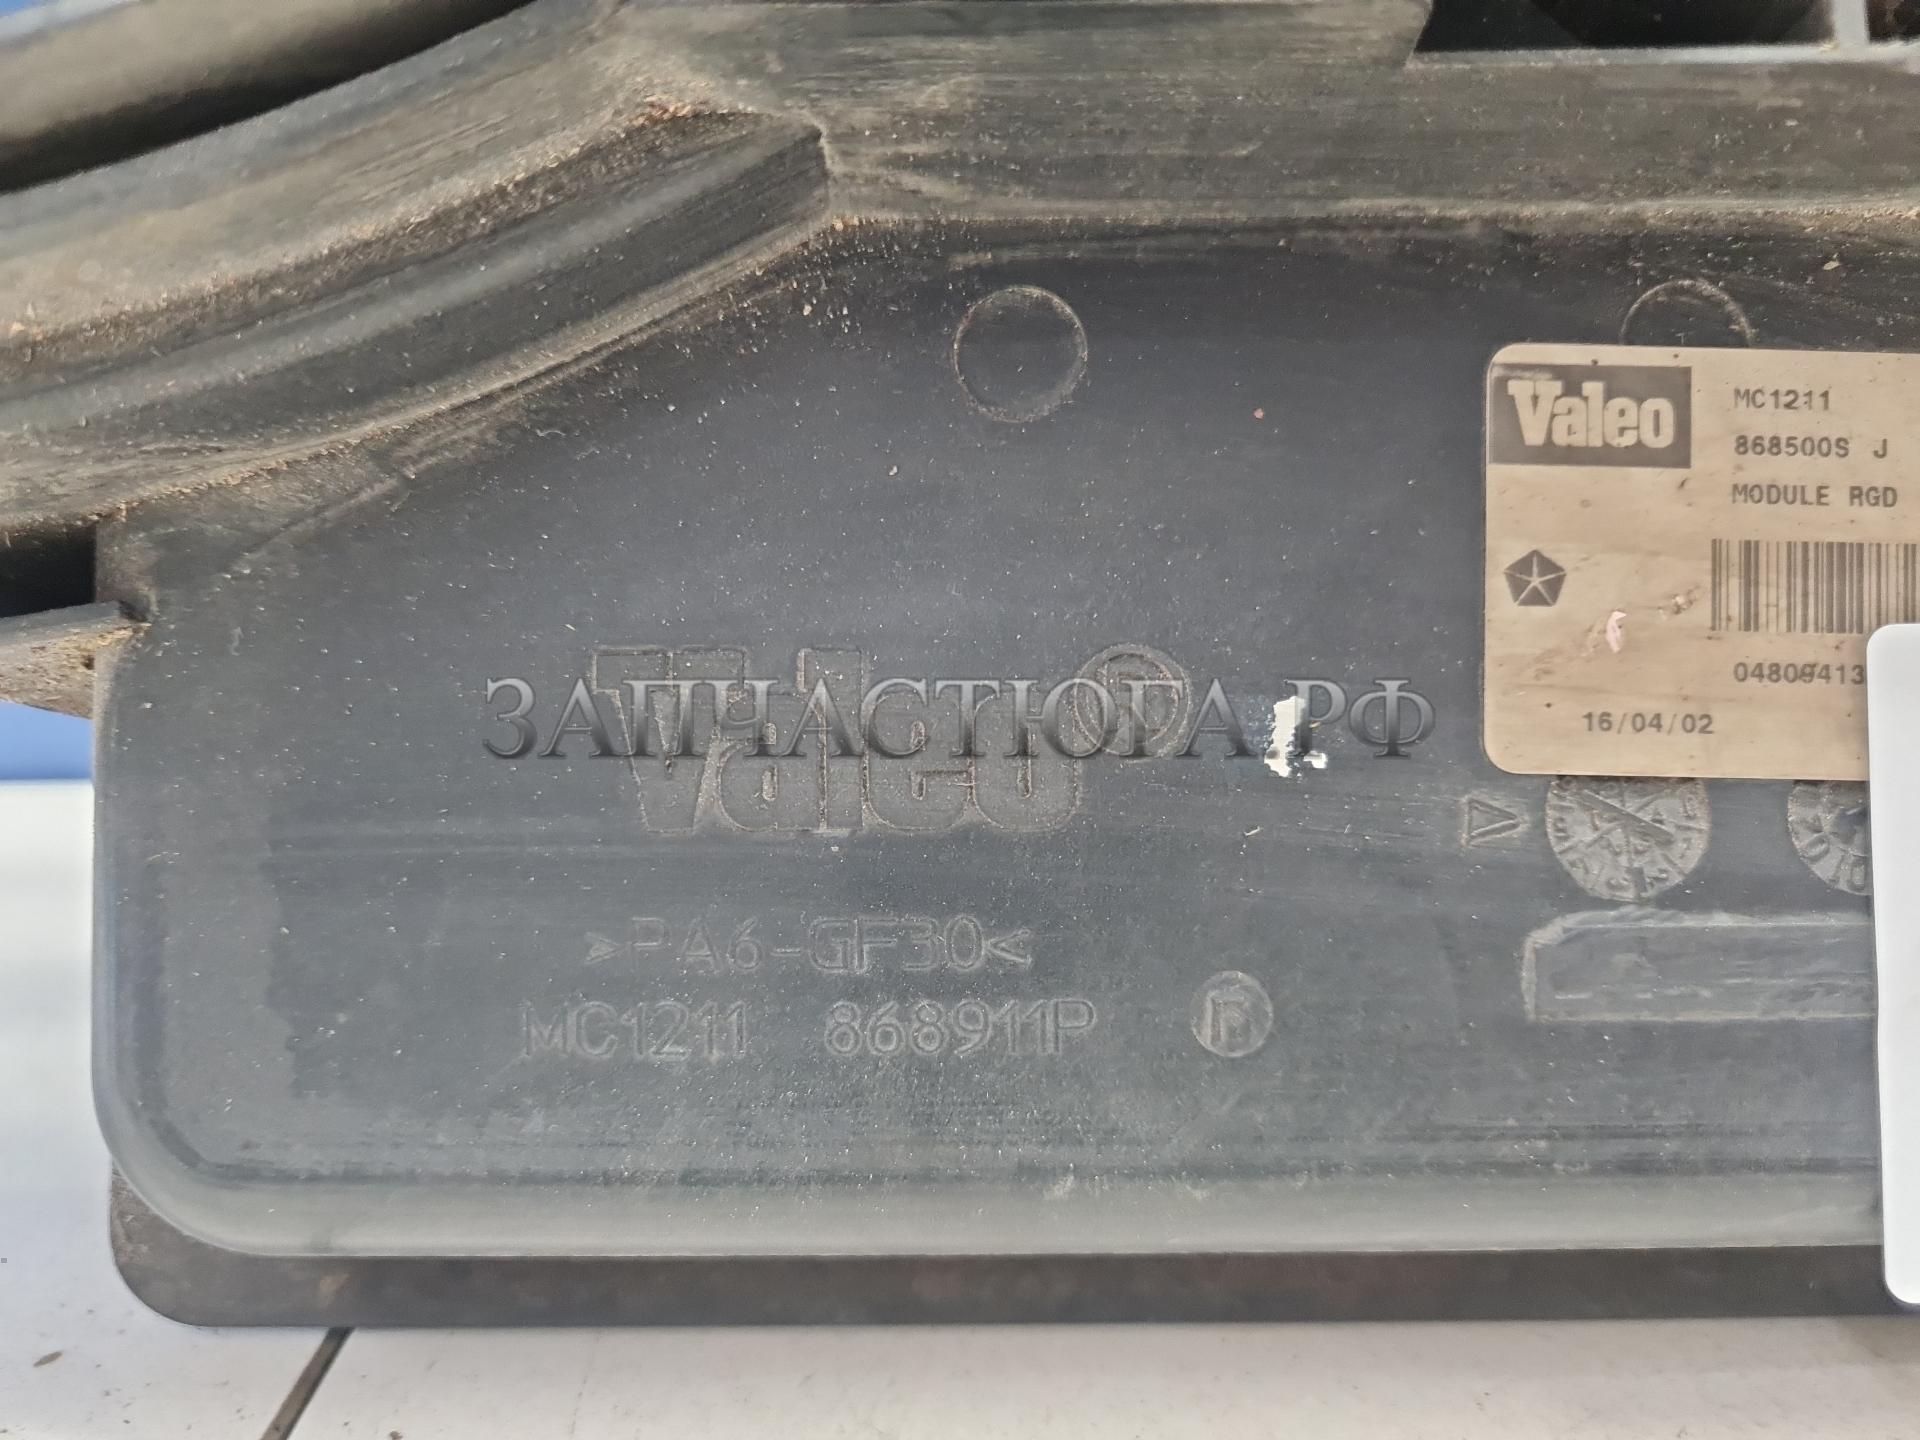 Valeo
MC1211
868500S J
MODULE RGD
04809413
16/04/02
Valeo
ЗАПЧАСТЮГА.РФ
>PA6-GF30<
MC1211 868911P